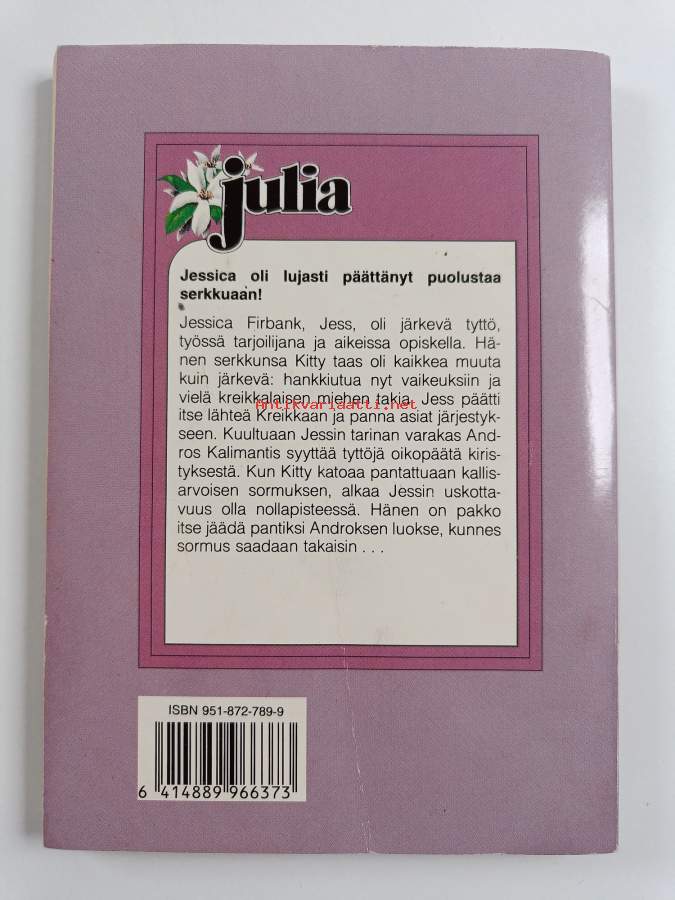 julia
Jessica oli lujasti päättänyt puolustaa
serkkuaan!
Jessica Firbank, Jess, oli järkevä tyttö,
työssä tarjoilijana ja aikeissa opiskella. Hä-
nen serkkunsa Kitty taas oli kaikkea muuta
kuin järkevä: hankkiutua nyt vaikeuksiin ja
vielä kreikkalaisen miehen takia. Jess päätti
Antikvariaatti.net
itse lähteä Kreikkaan ja panna asiat järjestyk-
seen. Kuultuaan Jessin tarinan varakas And-
ros Kalimantis syyttää tyttöjä oikopäätä kiris-
tyksestä. Kun Kitty katoaa pantattuaan kallis-
arvoisen sormuksen, alkaa Jessin uskotta-
vuus olla nollapisteessä. Hänen on pakko
itse jäädä pantiksi Androksen luokse, kunnes
sormus saadaan takaisin . . .
ISBN 951-872-789-9
6 414889 966373